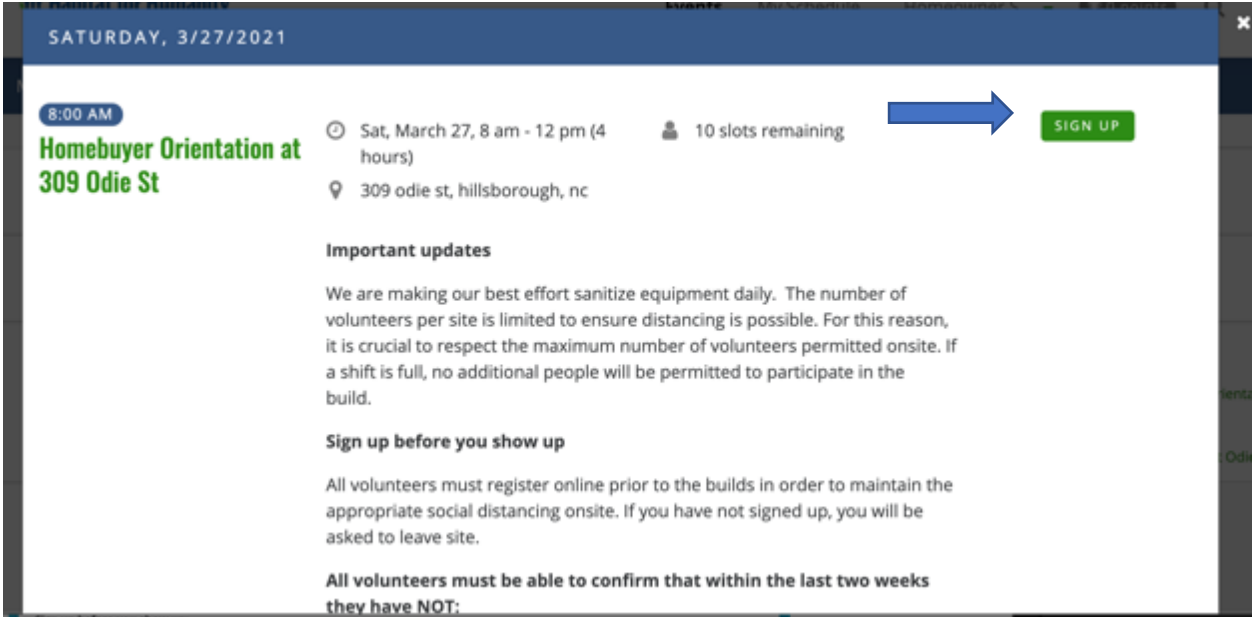 Habitat for Humanity
Events My Schedule Homeowner S
SATURDAY, 3/27/2021
8:00 AM
Homebuyer Orientation at
309 Odie St
Sat, March 27, 8 am - 12 pm (4
hours)
10 slots remaining
SIGN UP
309 odie st, hillsborough, nc
Important updates
We are making our best effort sanitize equipment daily. The number of
volunteers per site is limited to ensure distancing is possible. For this reason,
it is crucial to respect the maximum number of volunteers permitted onsite. If
a shift is full, no additional people will be permitted to participate in the
build.
Sign up before you show up
All volunteers must register online prior to the builds in order to maintain the
appropriate social distancing onsite. If you have not signed up, you will be
asked to leave site.
All volunteers must be able to confirm that within the last two weeks
they have NOT: